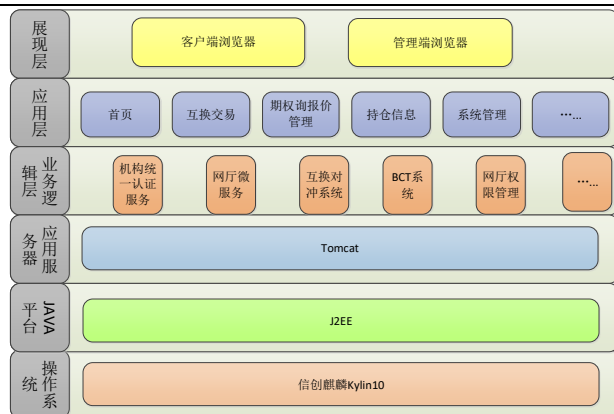 展现层
客户端浏览器
管理端浏览器
应用层
首页
互换交易
期权询报价
管理
持仓信息
系统管理
…...
业务逻
辑层
机构统
一认证
服务
网厅微
服务
互换对
冲系统
BCT系
统
网厅权
限管理
…...
应用服
务器
Tomcat
JAVA
平台
J2EE
操作系
统
信创麒麟Kylin10